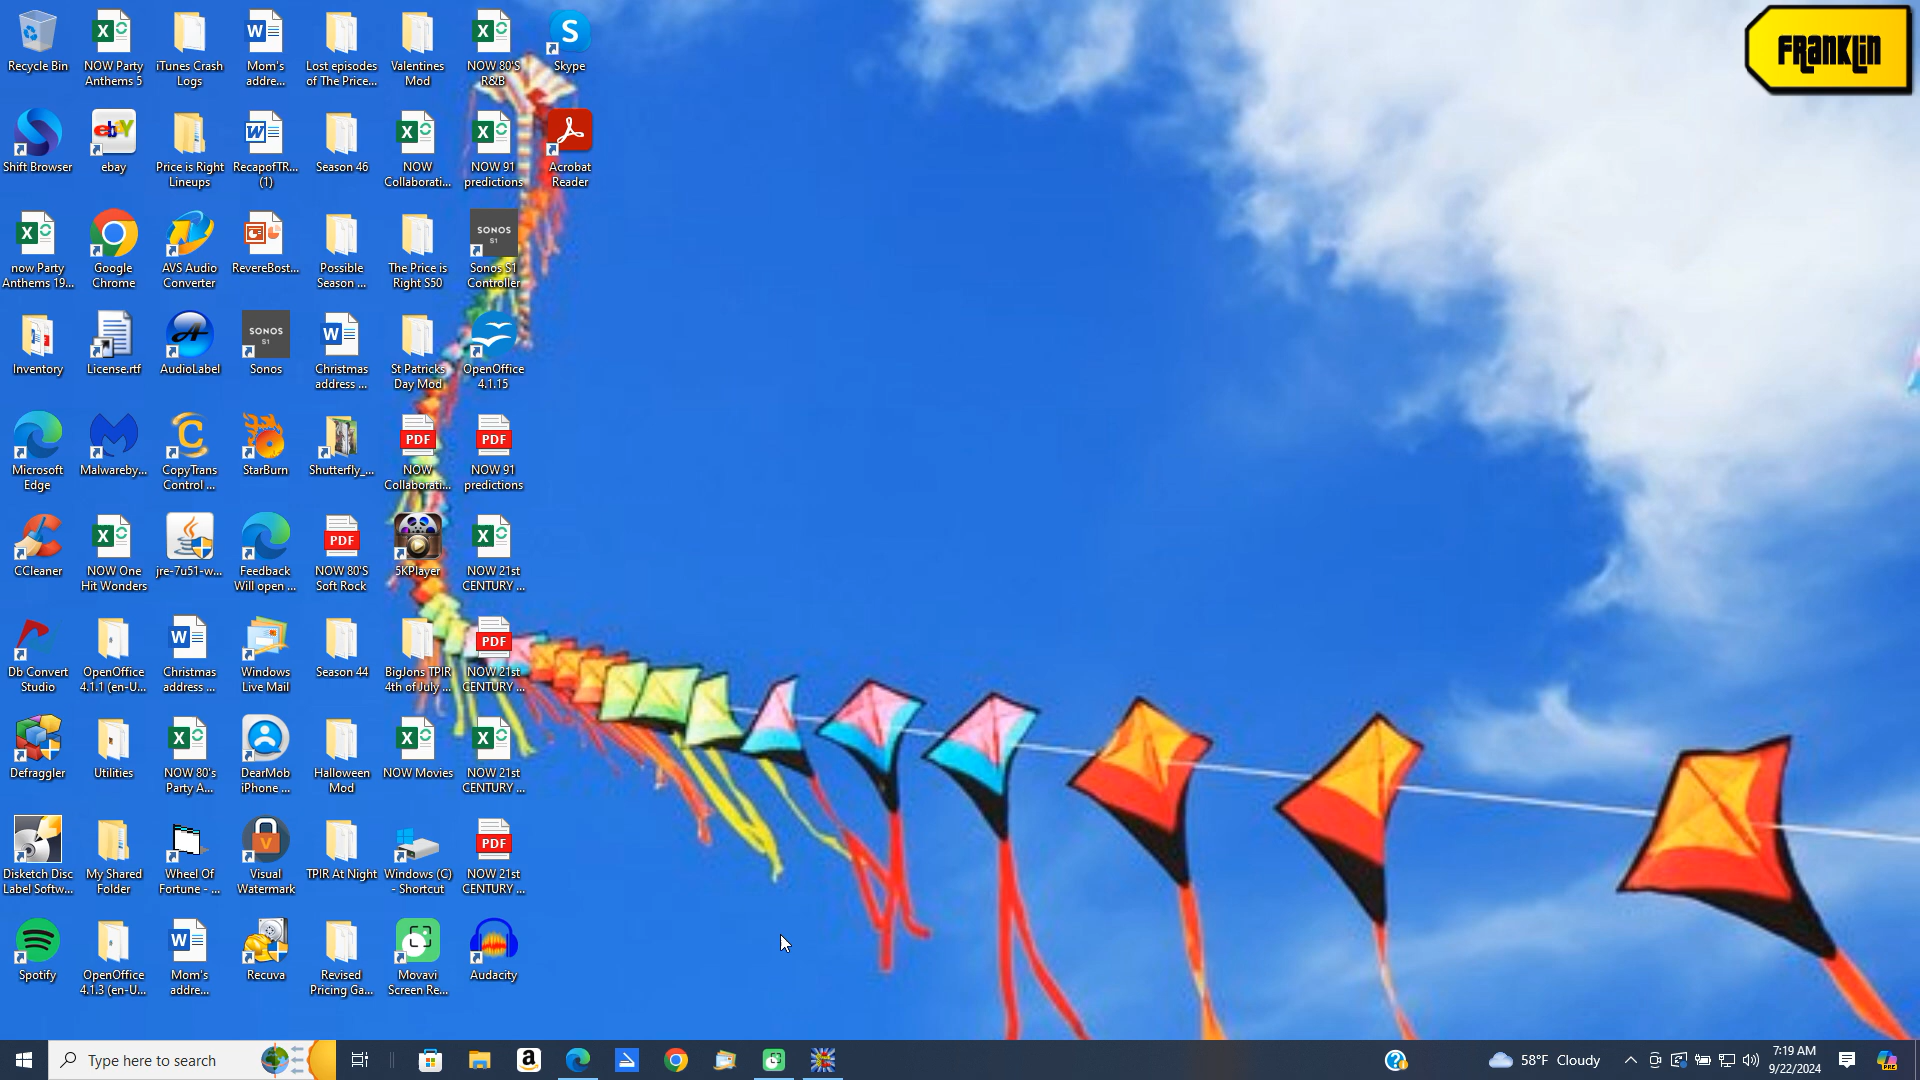 Recycle Bin
NOW Party
Anthems 5
iTunes Crash
Logs
Mom's
addre...
Lost episodes
of The Price...
Valentines
Mod
NOW 80'S
R&B
Skype
FRANKLIN
Shift Browser
ebay
Price is Right
Lineups
RecapofTR...
(1)
Season 46
NOW
Collaborati...
NOW 91
predictions
Acrobat
Reader
now Party
Anthems 19...
Google
Chrome
AVS Audio
Converter
RevereBost...
Possible
Season ...
The Price is
Right S50
SONOS
S1
Sonos S1
Controller
Inventory
License.rtf
AudioLabel
SONOS
S1
Sonos
Christmas
address ...
St Patricks
Day Mod
OpenOffice
4.1.15
Microsoft
Edge
Malwareby...
CopyTrans
Control ...
StarBurn
Shutterfly_...
PDF
NOW
Collaborati...
PDF
NOW 91
predictions
CCleaner
NOW One
Hit Wonders
jre-7u51-w...
Feedback
Will open ...
PDF
NOW 80'S
Soft Rock
5KPlayer
NOW 21st
CENTURY ...
Db Convert
Studio
OpenOffice
4.1.1 (en-U...
Christmas
address ...
Windows
Live Mail
Season 44
BigJons TPIR
4th of July ...
PDF
NOW 21st
CENTURY ...
Defraggler
Utilities
NOW 80's
Party A...
DearMob
iPhone ...
Halloween
Mod
NOW Movies
NOW 21st
CENTURY ...
Disketch Disc
Label Softw...
My Shared
Folder
Wheel Of
Fortune - ...
Visual
Watermark
TPIR At Night
Windows (C)
- Shortcut
PDF
NOW 21st
CENTURY ...
Spotify
OpenOffice
4.1.3 (en-U...
Mom's
addre...
Recuva
Revised
Pricing Ga...
Movavi
Screen Re...
Audacity
Type here to search
58°F Cloudy
7:19 AM
9/22/2024